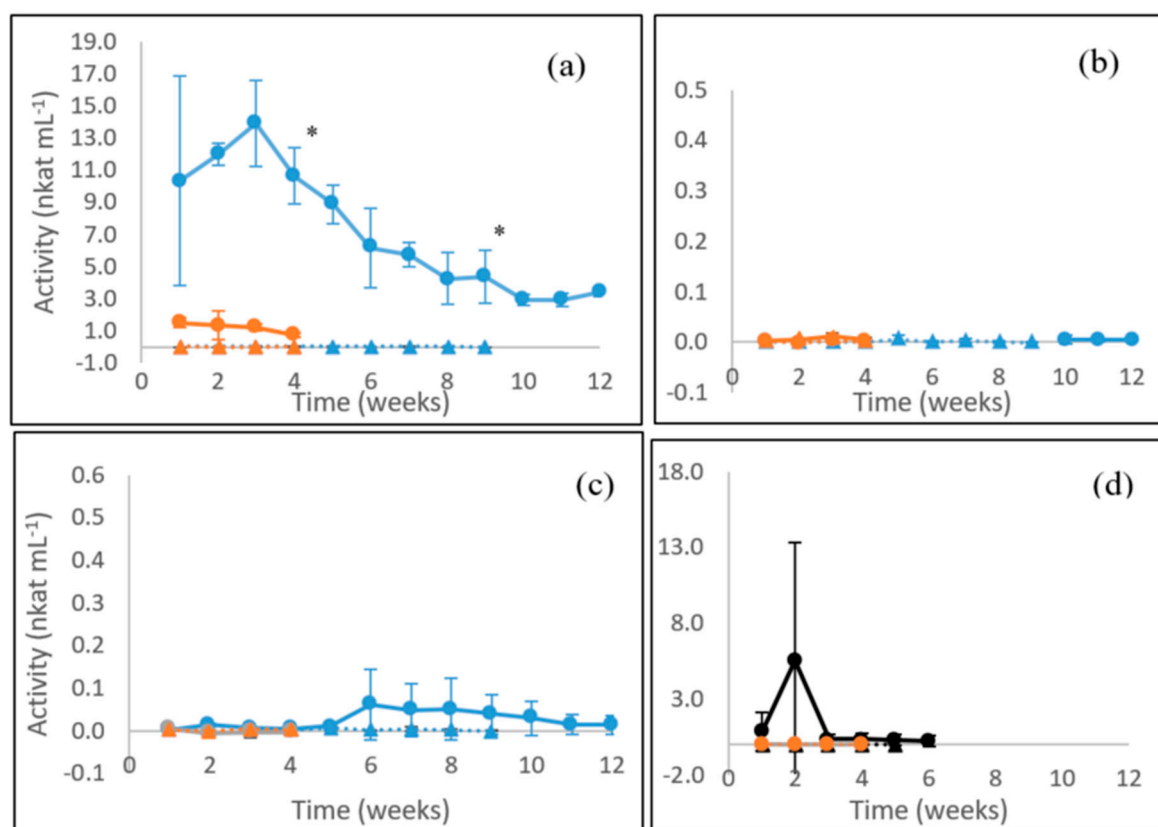 (a)
19.0
17.0
15.0
13.0
11.0
9.0
7.0
5.0
3.0
1.0
-1.0
*
*
Activity (nkat mL-1)
0 2 4 6 8 10 12
Time (weeks)
(b)
0.5
0.4
0.3
0.2
0.1
0.0
-0.1
0 2 4 6 8 10 12
Time (weeks)
(c)
0.6
0.5
0.4
0.3
0.2
0.1
0.0
-0.1
Activity (nkat mL-1)
0 2 4 6 8 10 12
Time (weeks)
(d)
18.0
13.0
8.0
3.0
-2.0
0 2 4 6 8 10 12
Time (weeks)